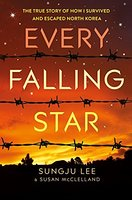 THE TRUE STORY OF HOW I SURVIVED
AND ESCAPED NORTH KOREA
EVERY
FALLING
STAR
SUNGJU LEE
& SUSAN McCLELLAND